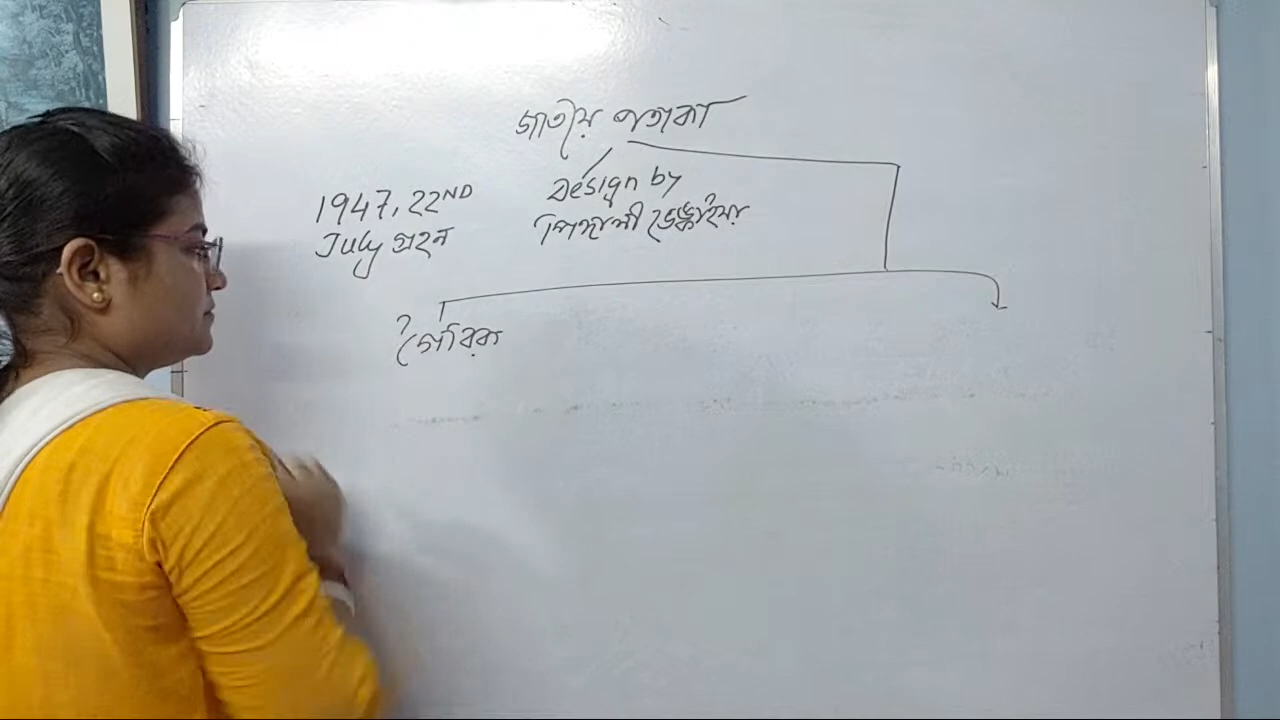 জাতীয় পতাকা
1947, 22ND
July গ্রহন
Design by
পিঙ্গালী ভেঙ্কাইয়া
গৈরিক